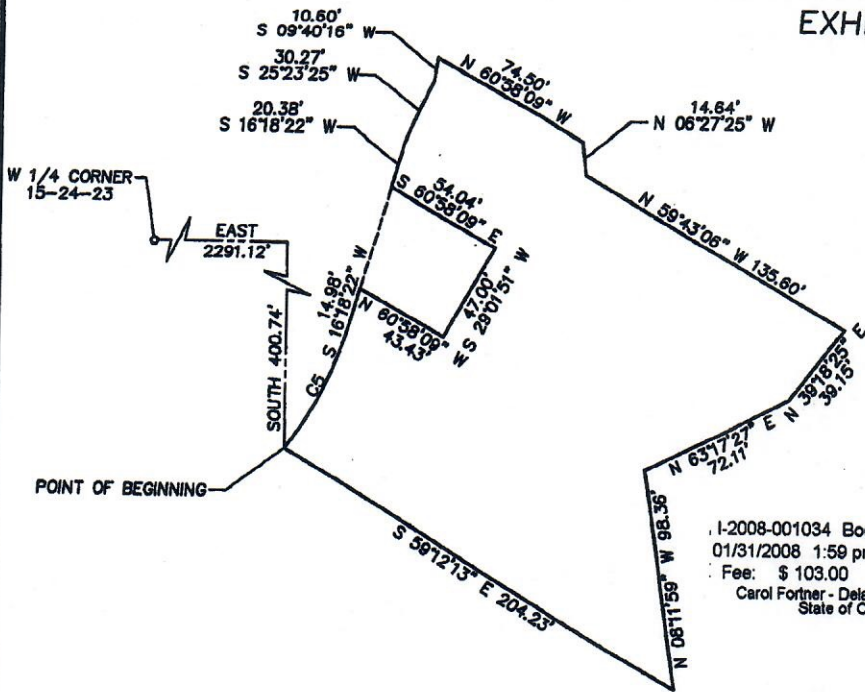 EXH
10.60'
S 09°40'16" W
30.27'
S 25°23'25" W
20.38'
S 16°18'22" W
74.50'
N 60°58'09" W
14.64'
N 06°27'25" W
W 1/4 CORNER
15-24-23
EAST
2291.12'
54.04'
S 60°58'09" E
N 59°43'06" W 135.60'
47.00'
S 29°01'51" W
14.98'
S 16°18'22" W
N 60°58'09" W
43.43'
SOUTH 400.74'
C5
N 39°18'25" E
39.15'
N 63°17'27" E
72.11'
POINT OF BEGINNING
S 59°12'13" E 204.23'
N 08°11'59" W 98.36'
I-2008-001034 Bo
01/31/2008 1:59 p
Fee: $ 103.00
Carol Fortner - Del
State of